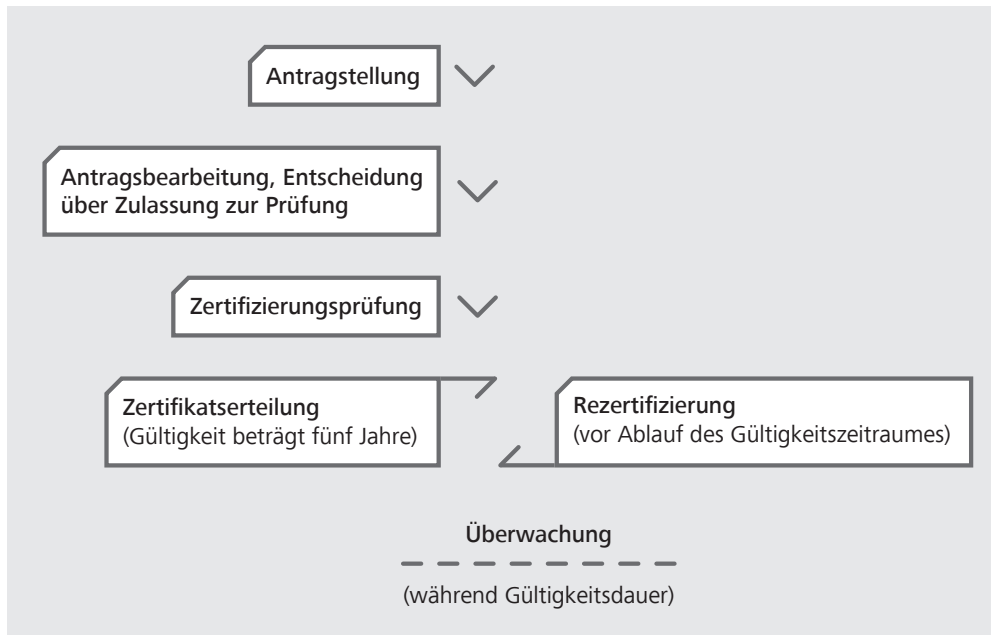 Antragstellung
Antragsbearbeitung, Entscheidung
über Zulassung zur Prüfung
Zertifizierungsprüfung
Zertifikatserteilung
(Gültigkeit beträgt fünf Jahre)
Rezertifizierung
(vor Ablauf des Gültigkeitszeitraumes)
Überwachung
(während Gültigkeitsdauer)